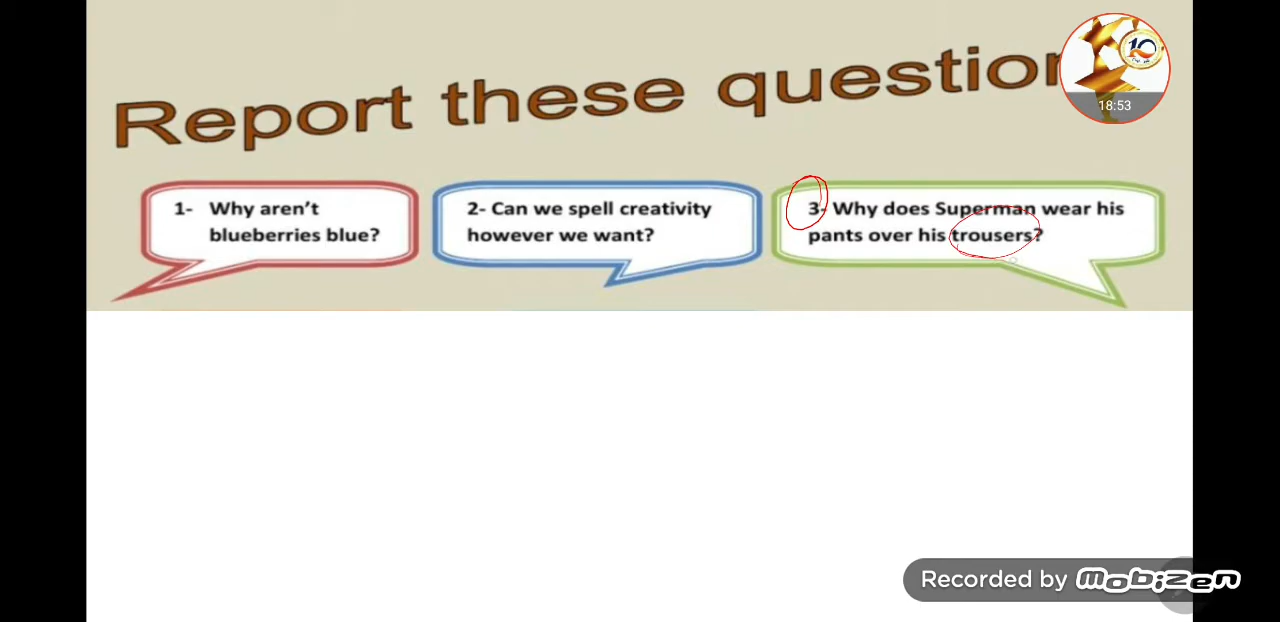 Report these question
18:53
1- Why aren't
blueberries blue?
2- Can we spell creativity
however we want?
3- Why does Superman wear his
pants over his trousers?
10
Recorded by Mobizen